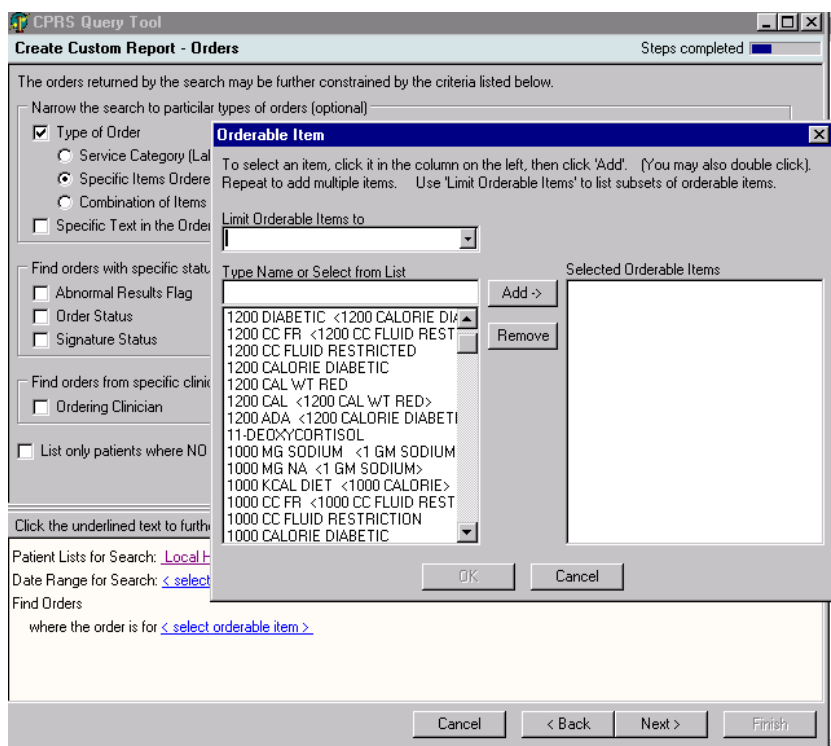 CPRS Query Tool
Create Custom Report - Orders
Steps completed
The orders returned by the search may be further constrained by the criteria listed below.
Narrow the search to particilar types of orders (optional)
Type of Order
Service Category (Lab
Specific Items Ordere
Combination of Items
Specific Text in the Order
Find orders with specific statu
Abnormal Results Flag
Order Status
Signature Status
Find orders from specific clinic
Ordering Clinician
List only patients where NO
Orderable Item
To select an item, click it in the column on the left, then click 'Add'. (You may also double click).
Repeat to add multiple items. Use 'Limit Orderable Items' to list subsets of orderable items.
Limit Orderable Items to
Type Name or Select from List
Selected Orderable Items
Add ->
Remove
1200 DIABETIC <1200 CALORIE DIA
1200 CC FR <1200 CC FLUID REST
1200 CC FLUID RESTRICTED
1200 CALORIE DIABETIC
1200 CAL WT RED
1200 CAL <1200 CAL WT RED>
1200 ADA <1200 CALORIE DIABETI
11-DEOXYCORTISOL
1000 MG SODIUM <1 GM SODIUM
1000 MG NA <1 GM SODIUM>
1000 KCAL DIET <1000 CALORIE>
1000 CC FR <1000 CC FLUID REST
1000 CC FLUID RESTRICTION
1000 CALORIE DIABETIC
OK
Cancel
Click the underlined text to furthe
Patient Lists for Search: Local H
Date Range for Search: < select
Find Orders
where the order is for < select orderable item >
Cancel
< Back
Next >
Finish